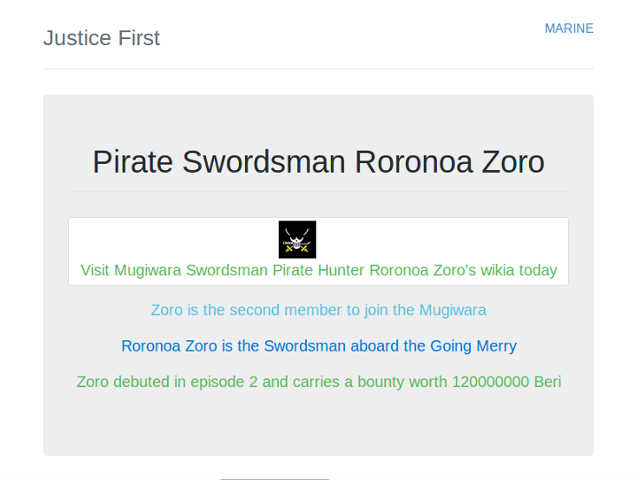 Justice First
MARINE
Pirate Swordsman Roronoa Zoro
Visit Mugiwara Swordsman Pirate Hunter Roronoa Zoro's wikia today
Zoro is the second member to join the Mugiwara
Roronoa Zoro is the Swordsman aboard the Going Merry
Zoro debuted in episode 2 and carries a bounty worth 120000000 Beri